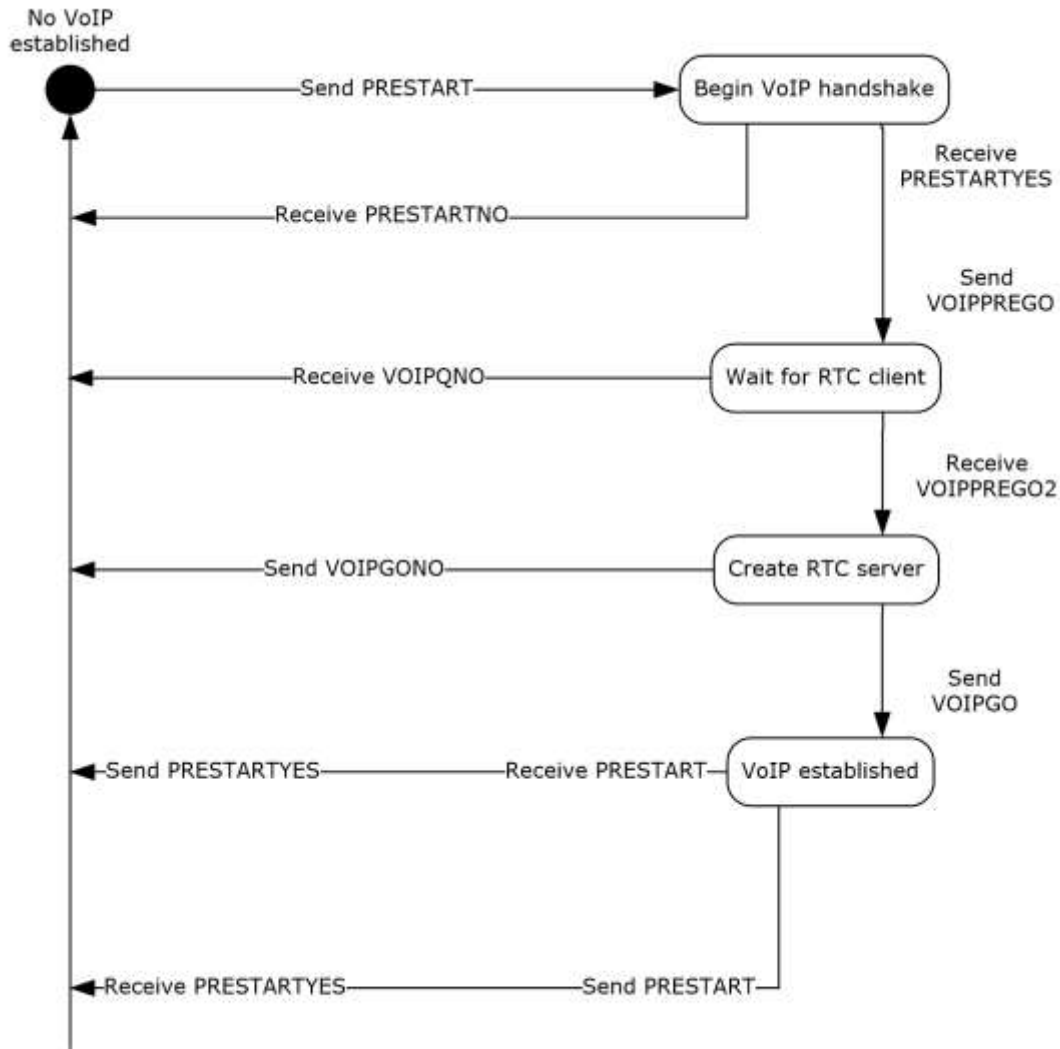 No VoIP
established
Send PRESTART
Begin VoIP handshake
Receive
PRESTARTYES
Receive PRESTARTNO
Send
VOIPPREGO
Receive VOIPQNO
Wait for RTC client
Receive
VOIPPREGO2
Send VOIPGONO
Create RTC server
Send
VOIPGO
Send PRESTARTYES
Receive PRESTART
VoIP established
Receive PRESTARTYES
Send PRESTART